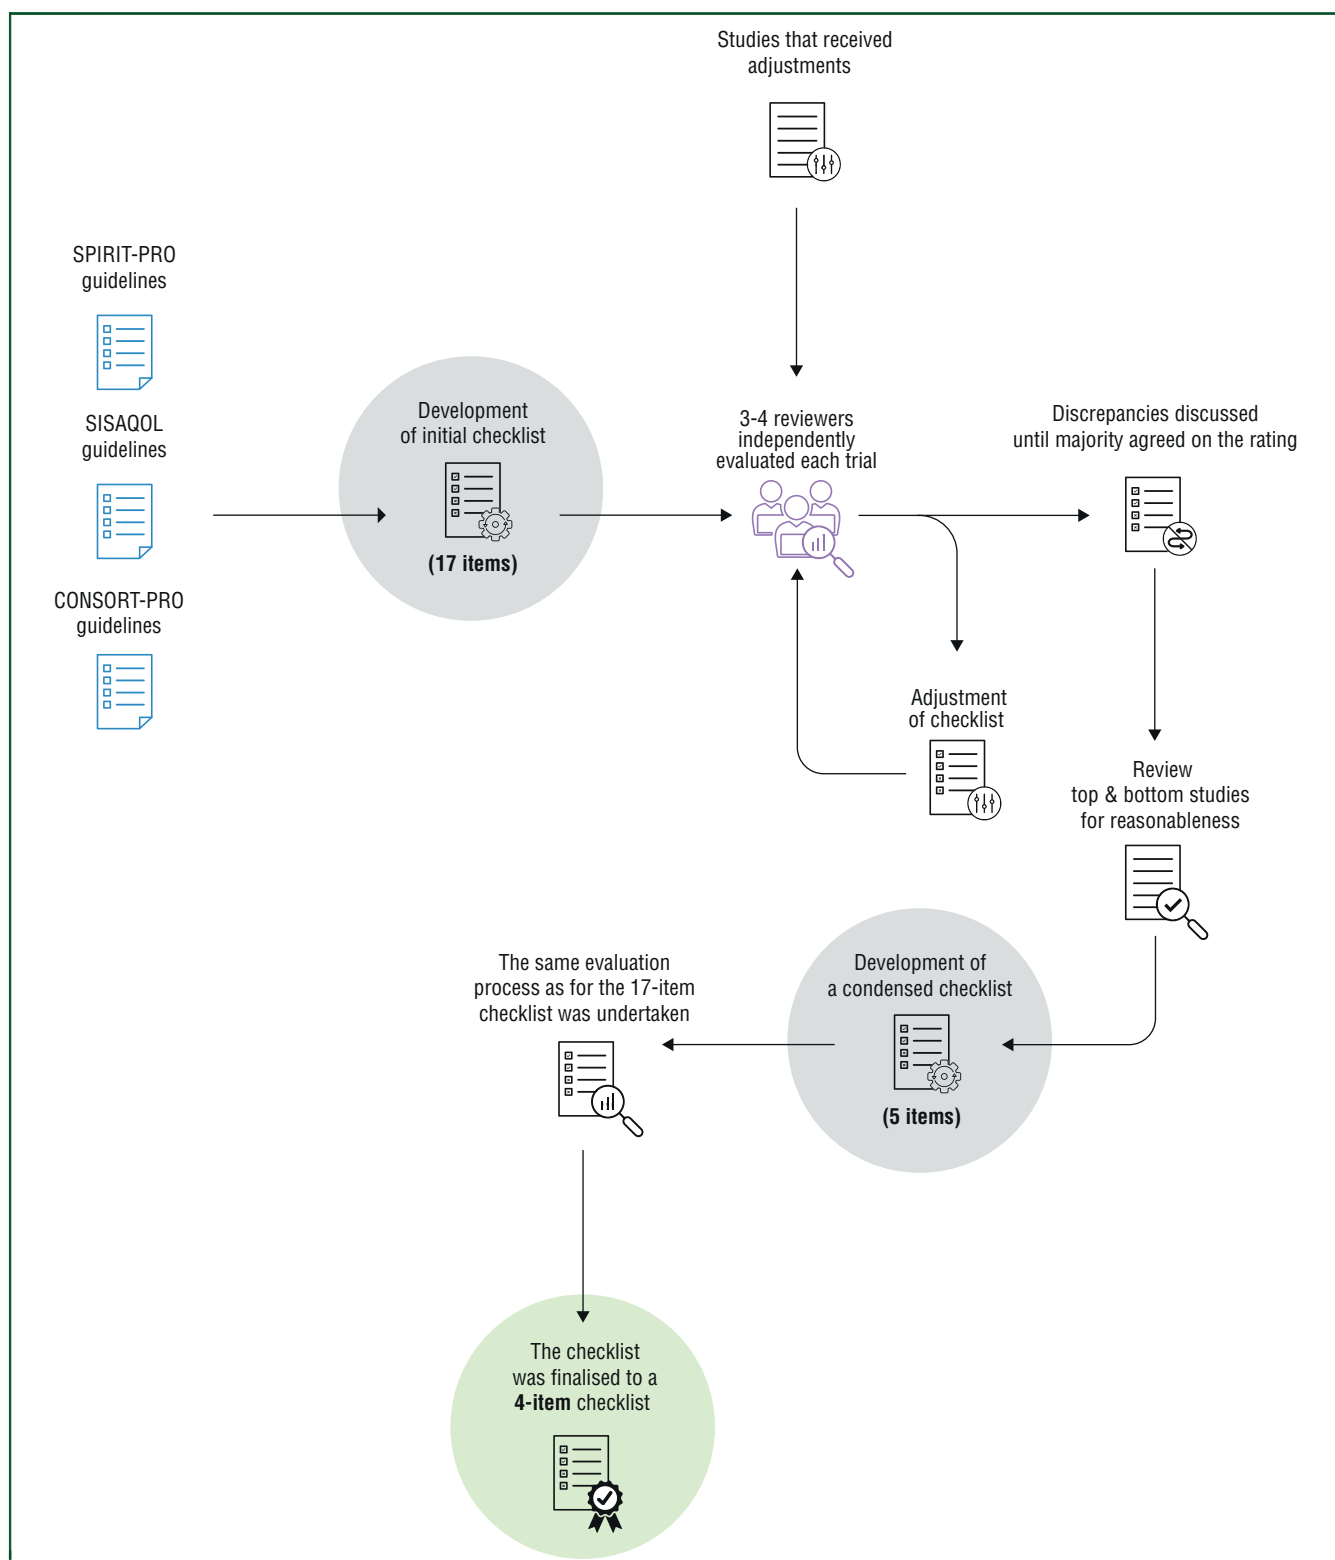 Studies that received
adjustments
SPIRIT-PRO
guidelines
SISAQOL
guidelines
CONSORT-PRO
guidelines
Development
of initial checklist
(17 items)
3-4 reviewers
independently
evaluated each trial
Discrepancies discussed
until majority agreed on the rating
Adjustment
of checklist
Review
top & bottom studies
for reasonableness
Development of
a condensed checklist
(5 items)
The same evaluation
process as for the 17-item
checklist was undertaken
The checklist
was finalised to a
4-item checklist